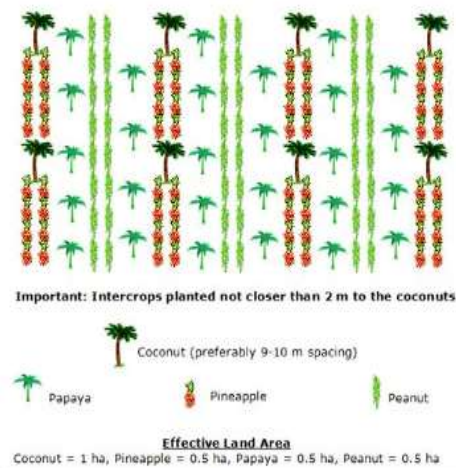 Important: Intercrops planted not closer than 2 m to the coconuts
Coconut (preferably 9-10 m spacing)
Papaya
Pineapple
Peanut
Effective Land Area
Coconut = 1 ha, Pineapple = 0.5 ha, Papaya = 0.5 ha, Peanut = 0.5 ha